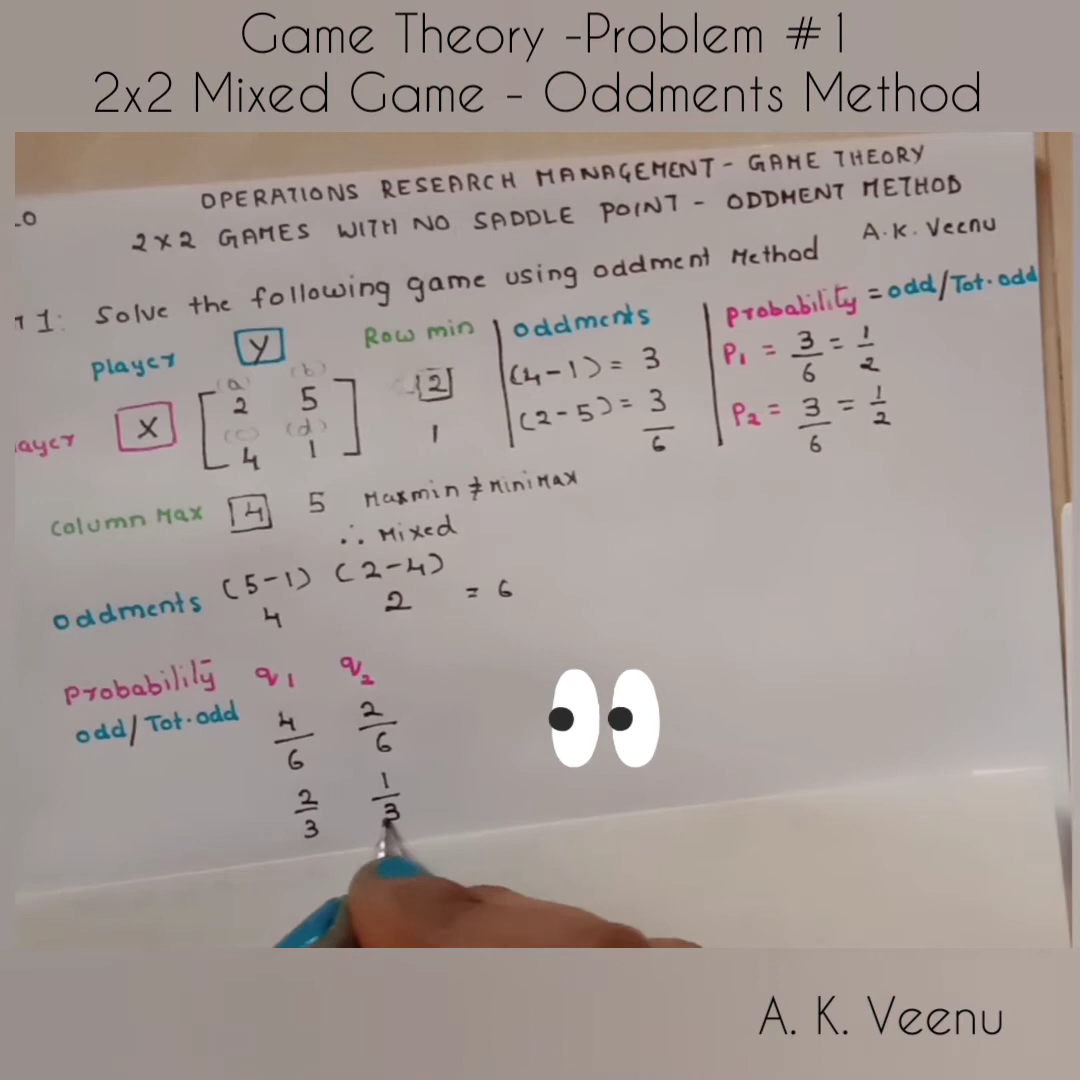 Game Theory -Problem #1
2x2 Mixed Game - Oddments Method
OPERATIONS RESEARCH MANAGEMENT - GAME THEORY
2x2 GAMES WITH NO SADDLE POINT - ODDMENT METHOD
A.K. Veenu
1: Solve the following game using oddment Method
Player Y Row min oddments Probability = odd/Tot.odd
(a) (b)
2 5 2 (4-1) = 3 P1 = 3/6 = 1/2
ayer X
(c) (d)
4 1 1 (2-5) = 3 P2 = 3/6 = 1/2
6
Column Max 4 5 Maxmin ≠ MiniMax
∴ Mixed
oddments (5-1) (2-4)
4 2 = 6
Probability q1 q2
odd/Tot.odd 4/6 2/6
2/3 1/3
A. K. Veenu